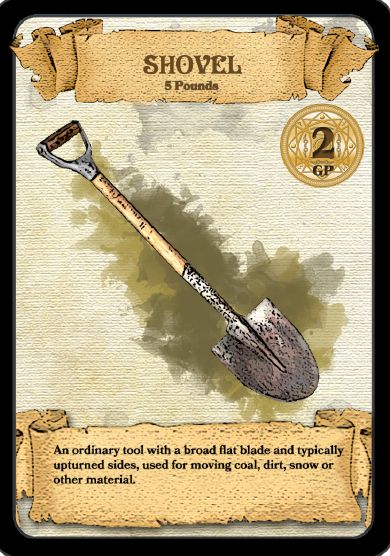 SHOVEL
5 Pounds
2
GP
An ordinary tool with a broad flat blade and typically
upturned sides, used for moving coal, dirt, snow or
other material.